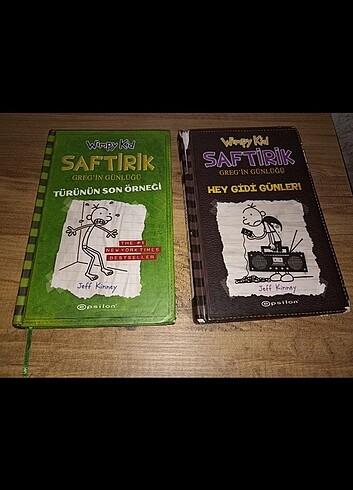 Wimpy Kid
SAFTİRİK
GREG'İN GÜNLÜĞÜ
TÜRÜNÜN SON ÖRNEĞİ
THE #1
NEW YORK TIMES
BESTSELLER
Jeff Kinney
epsilon
Wimpy Kid
SAFTİRİK
GREG'İN GÜNLÜĞÜ
HEY GİDİ GÜNLER!
Jeff Kinney
epsilon